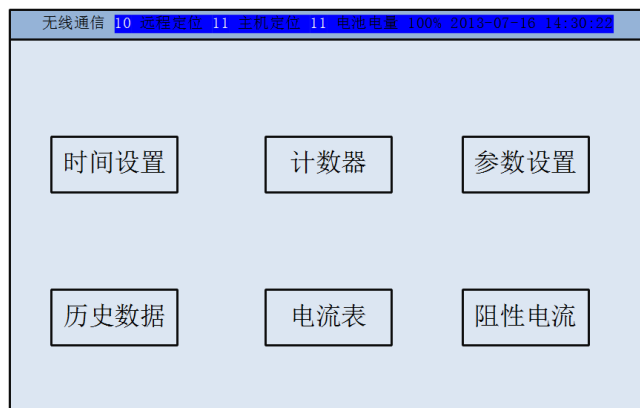 无线通信 10 远程定位 11 主机定位 11 电池电量 100% 2013-07-16 14:30:22
时间设置 计数器 参数设置
历史数据 电流表 阻性电流